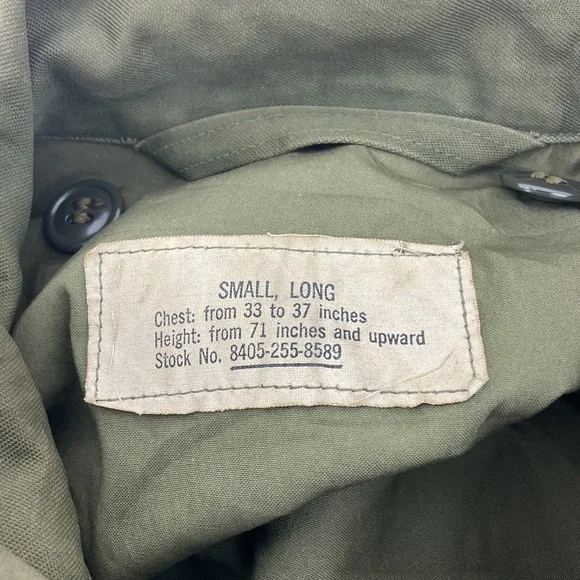 SMALL, LONG
Chest: from 33 to 37 inches
Height: from 71 inches and upward
Stock No. 8405-255-8589